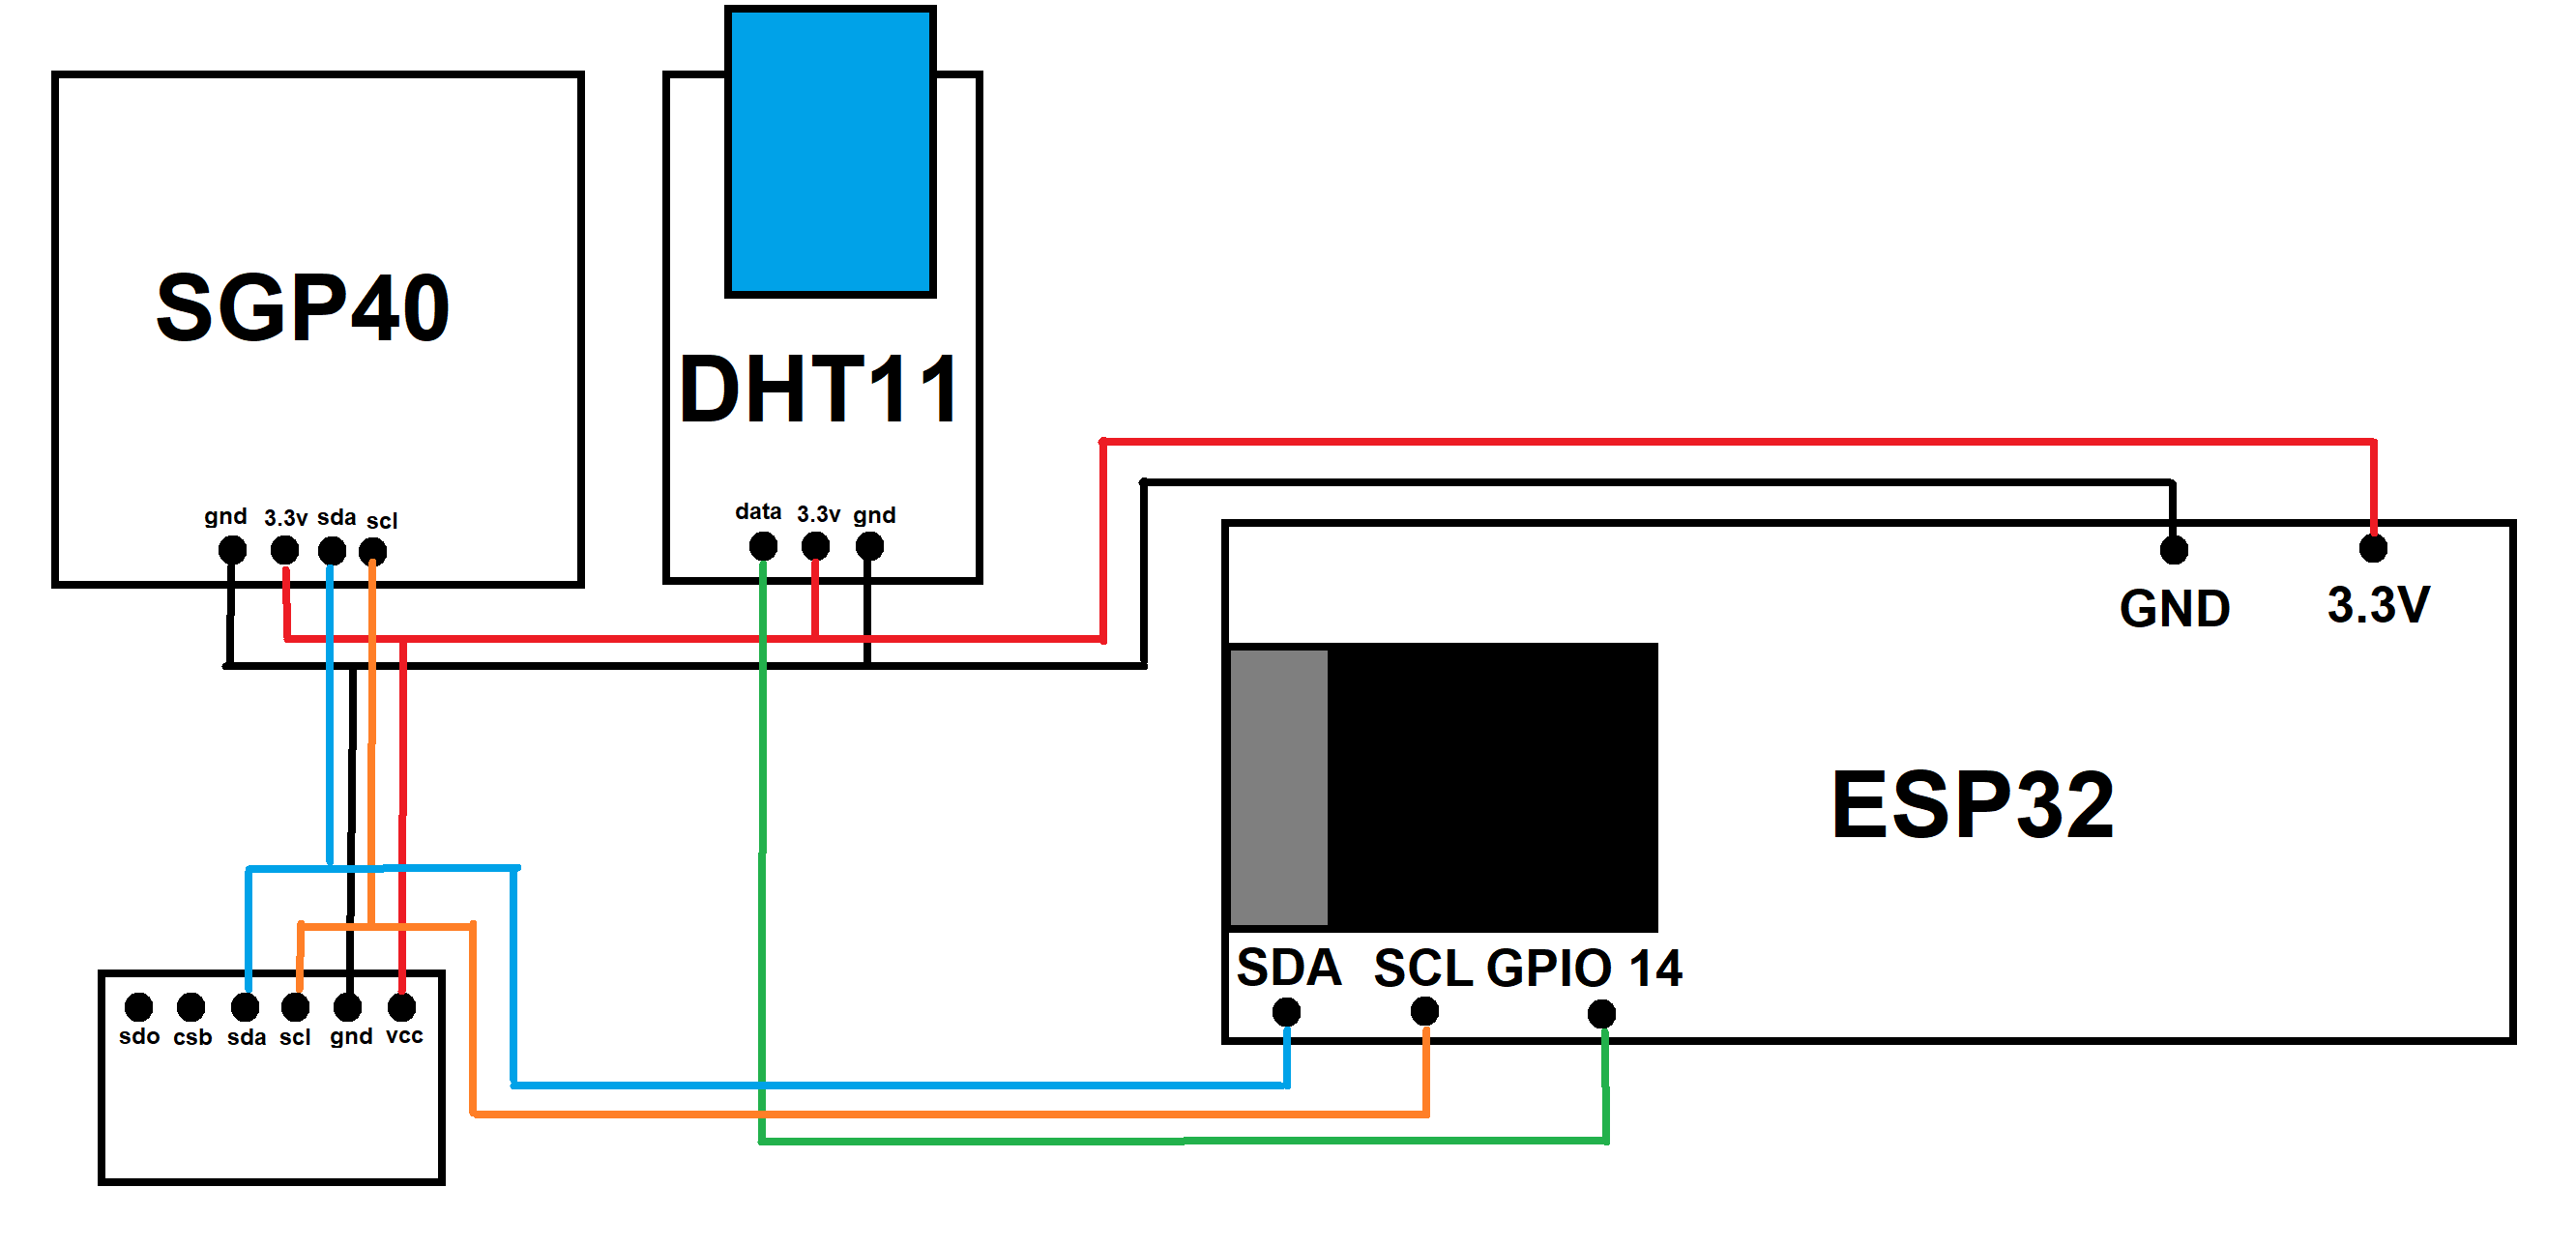 SGP40
gnd 3.3v sda scl
DHT11
data 3.3v gnd
GND 3.3V
ESP32
SDA SCL GPIO 14
sdo csb sda scl gnd vcc